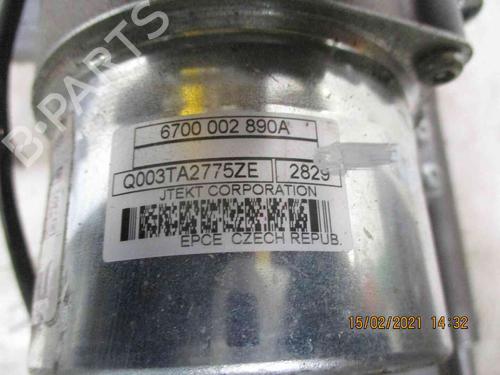 B-PARTS
6700 002 890A
Q003TA2775ZE 2829
JTEKT CORPORATION
EPCE CZECH REPUB.
15/02/2021 14:32